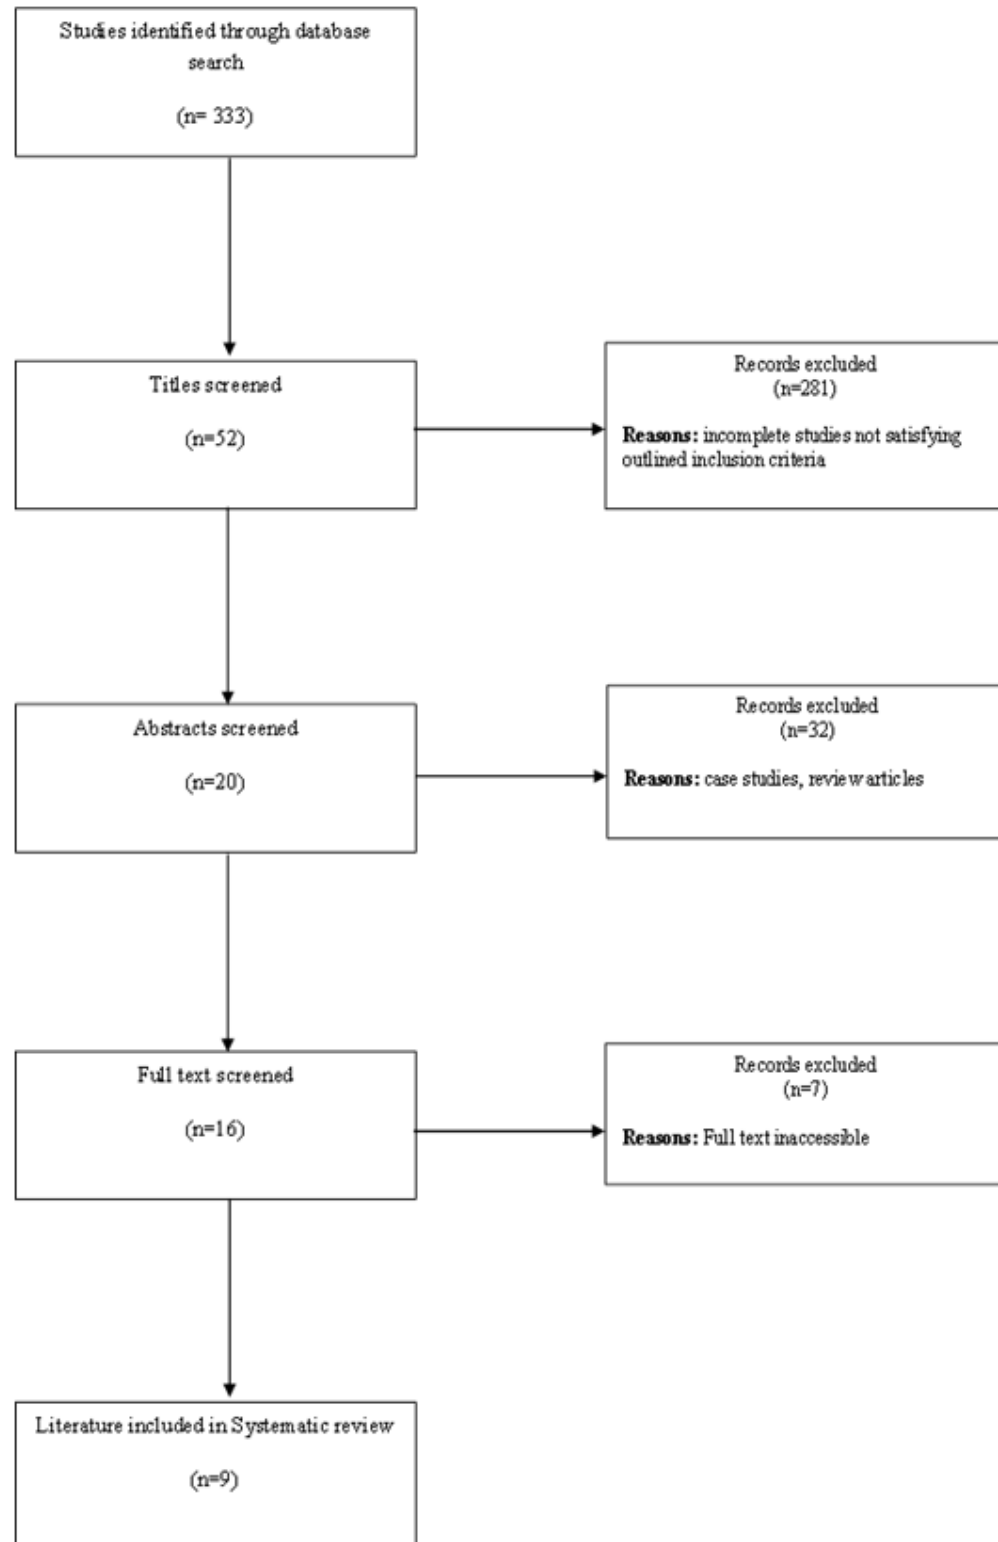 Studies identified through database
search
(n= 333)
Titles screened
(n=52)
Records excluded
(n=281)
Reasons: incomplete studies not satisfying
outlined inclusion criteria
Abstracts screened
(n=20)
Records excluded
(n=32)
Reasons: case studies, review articles
Full text screened
(n=16)
Records excluded
(n=7)
Reasons: Full text inaccessible
Literature included in Systematic review
(n=9)